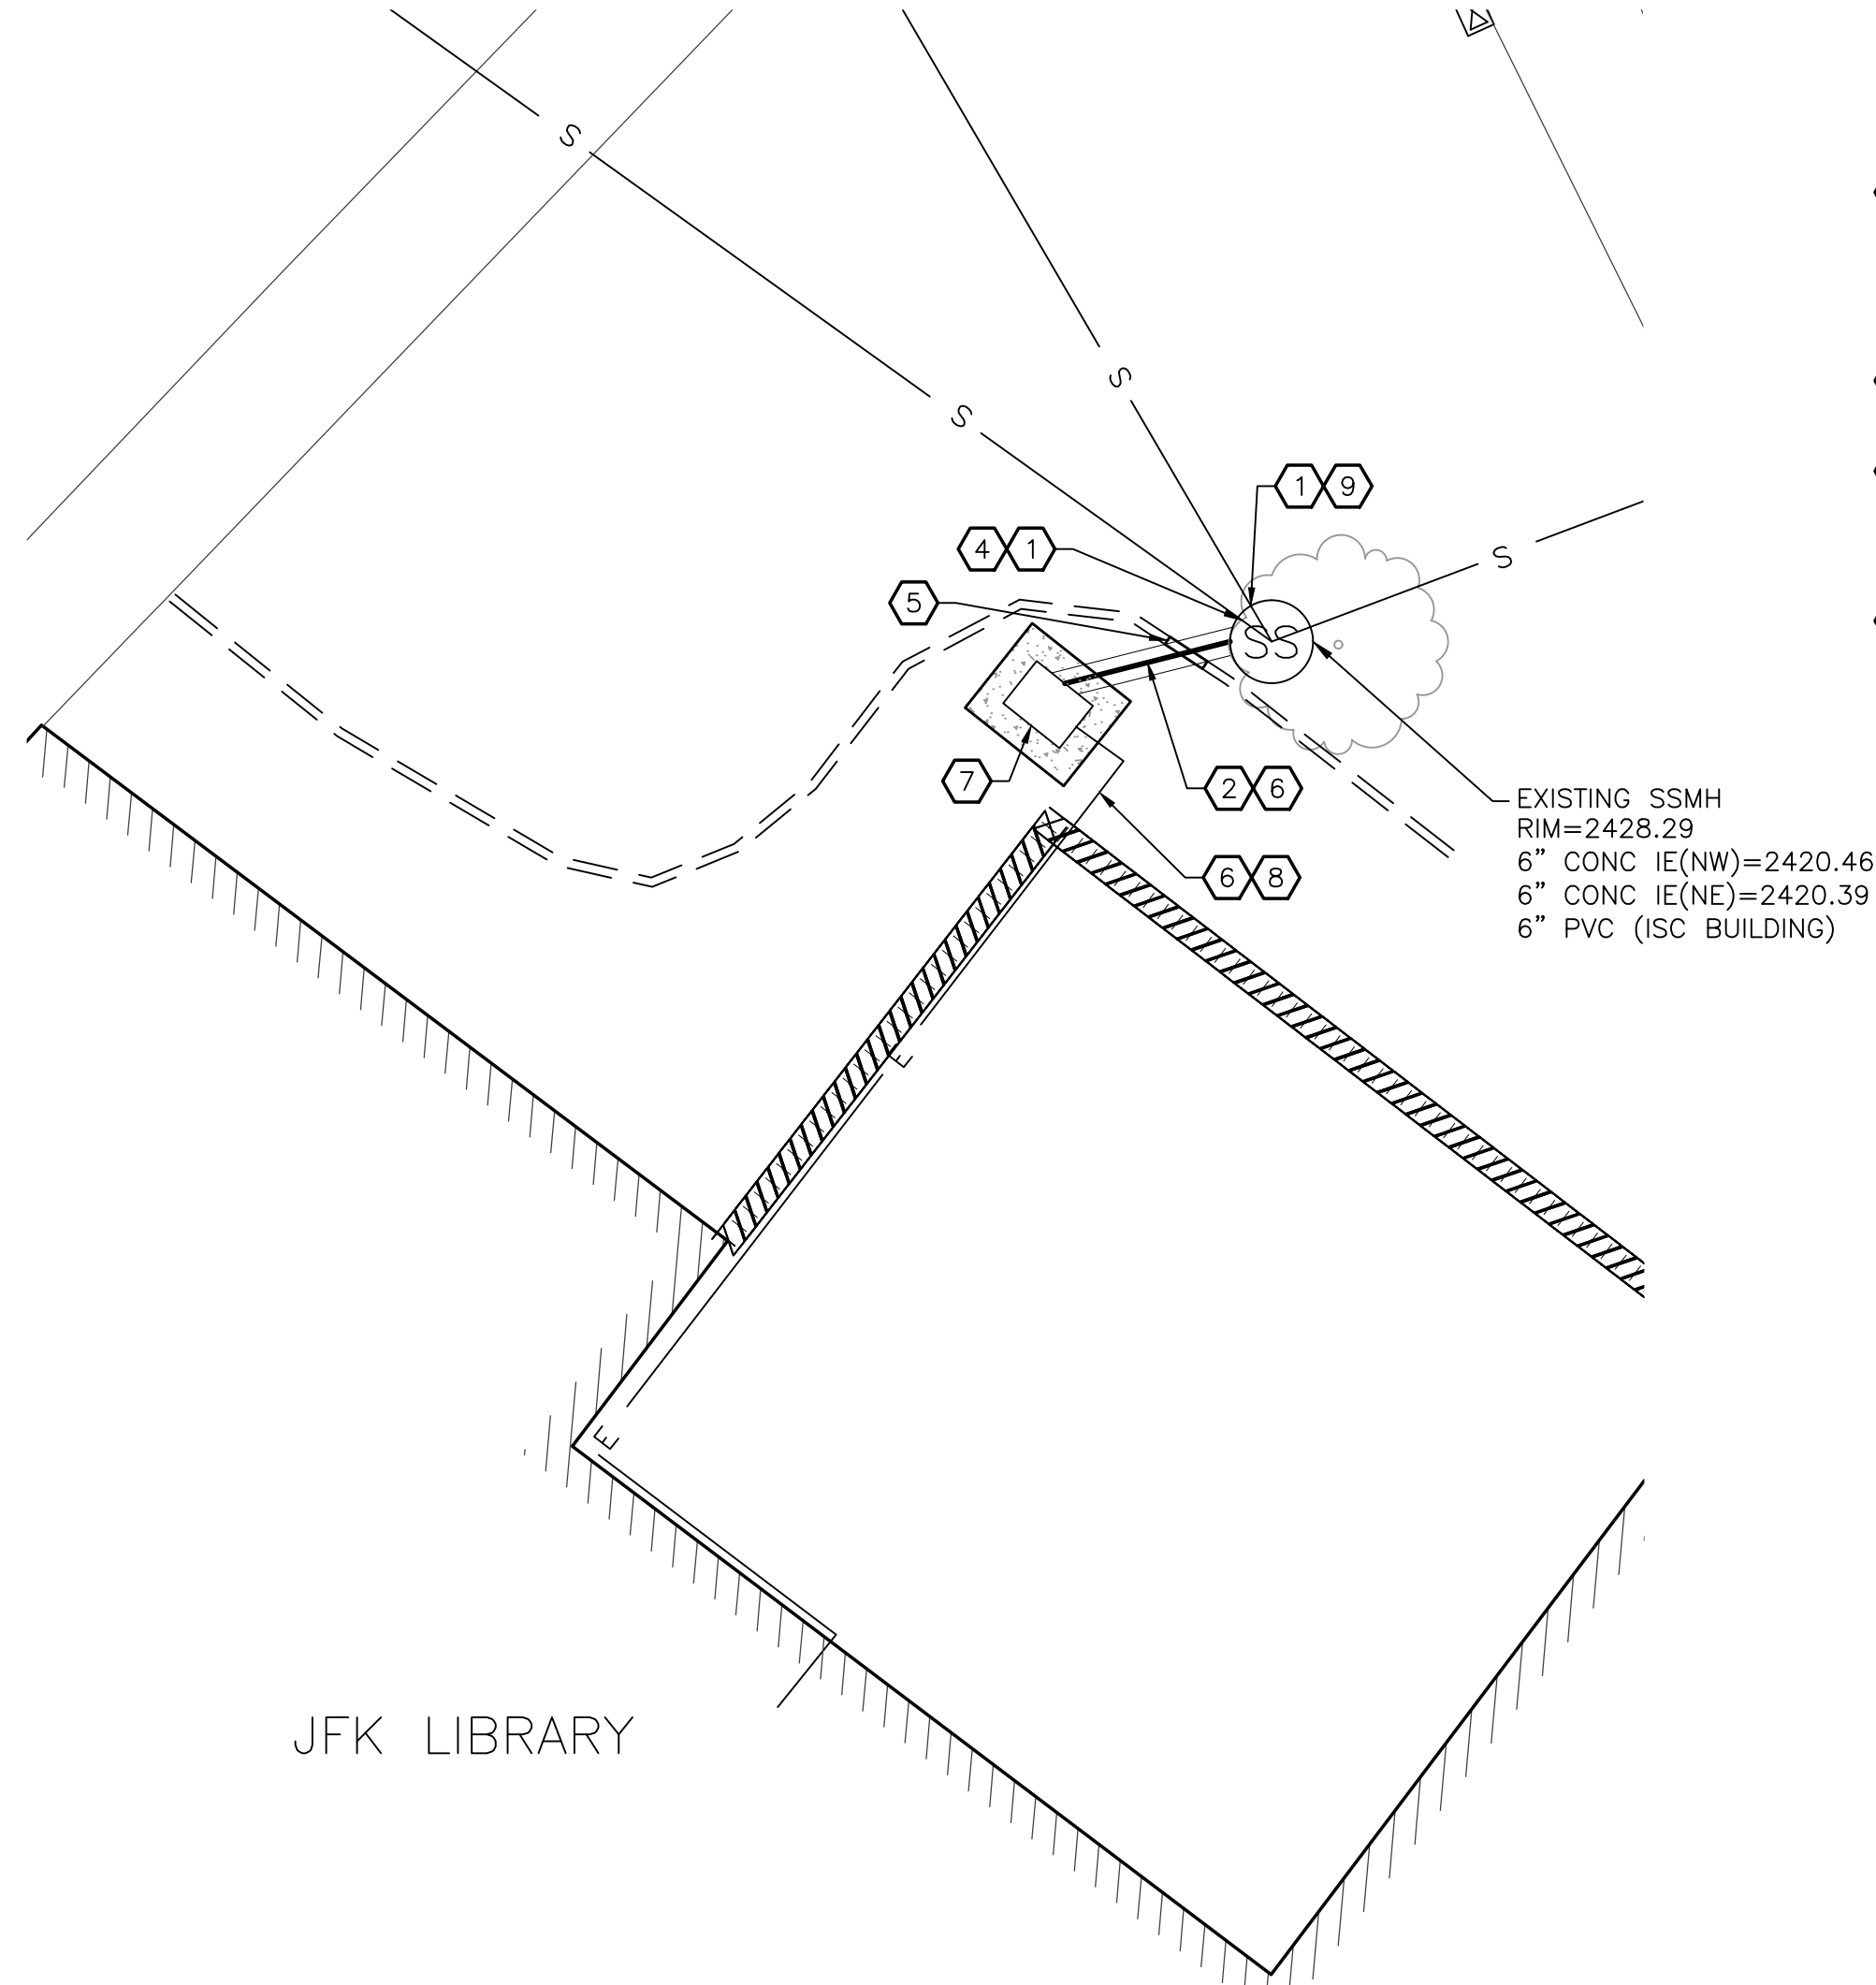 S
S
S
1 9
4 1
S
5
SS
7
2 6
EXISTING SSMH
RIM=2428.29
6" CONC IE(NW)=2420.46
6 8
6" CONC IE(NE)=2420.39
6" PVC (ISC BUILDING)
E
E
JFK LIBRARY